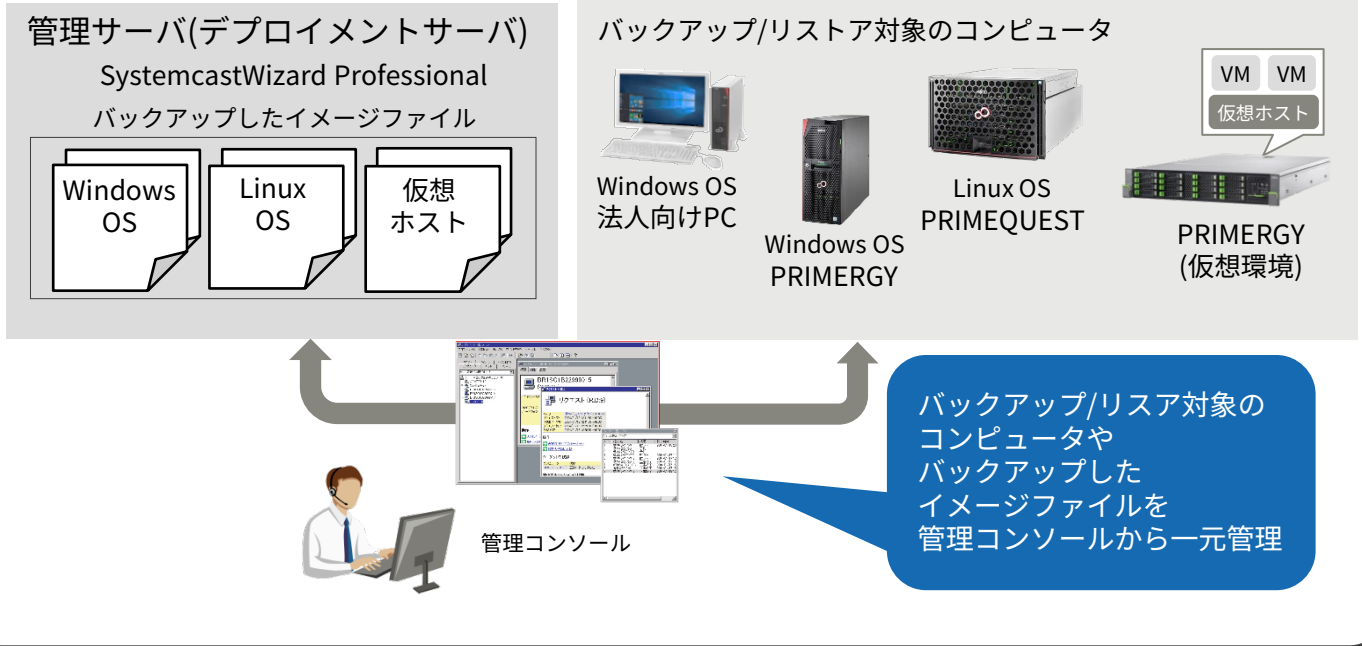 管理サーバ(デプロイメントサーバ)
SystemcastWizard Professional
バックアップしたイメージファイル
Windows
OS
Linux
OS
仮想
ホスト
バックアップ/リストア対象のコンピュータ
Windows OS
法人向けPC
Windows OS
PRIMERGY
Linux OS
PRIMEQUEST
VM VM
仮想ホスト
PRIMERGY
(仮想環境)
管理コンソール
バックアップ/リスア対象の
コンピュータや
バックアップした
イメージファイルを
管理コンソールから一元管理